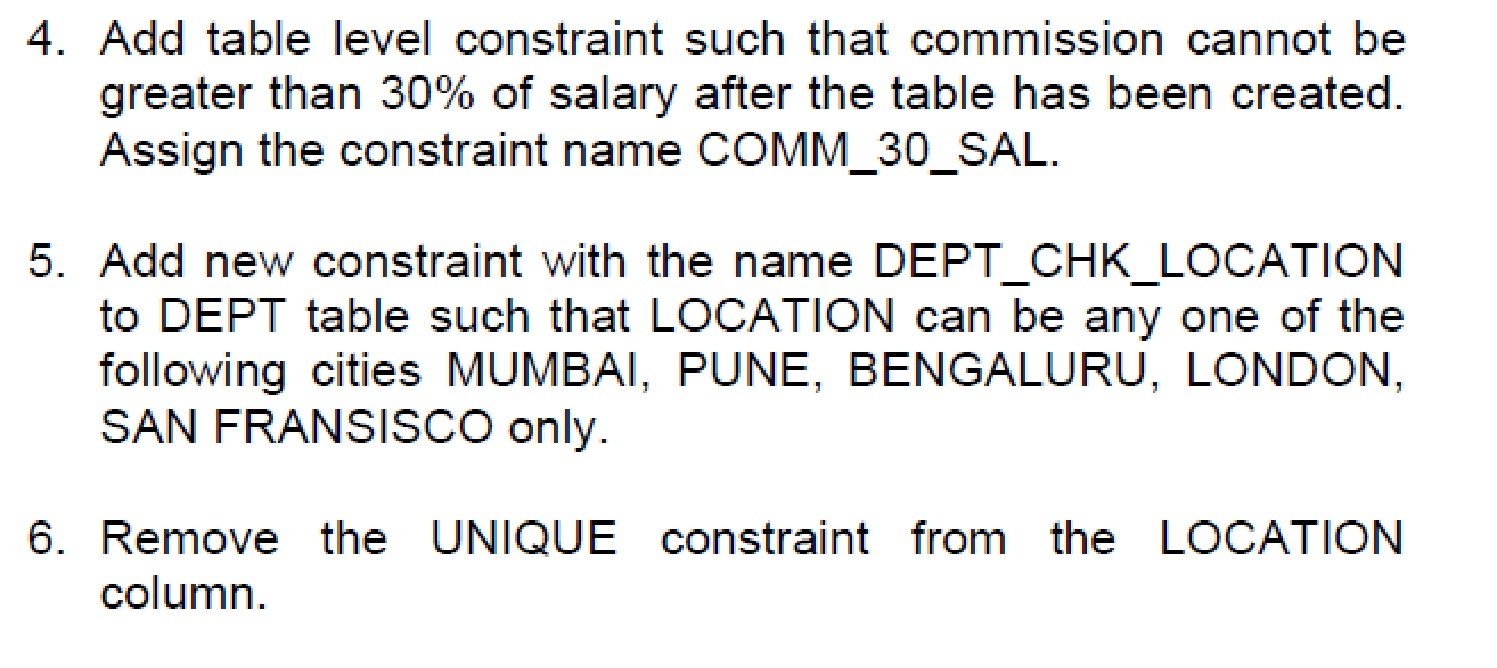 4. Add table level constraint such that commission cannot be
greater than 30% of salary after the table has been created.
Assign the constraint name COMM_30_SAL.
5. Add new constraint with the name DEPT_CHK_LOCATION
to DEPT table such that LOCATION can be any one of the
following cities MUMBAI, PUNE, BENGALURU, LONDON,
SAN FRANSISCO only.
6. Remove the UNIQUE constraint from the LOCATION
column.